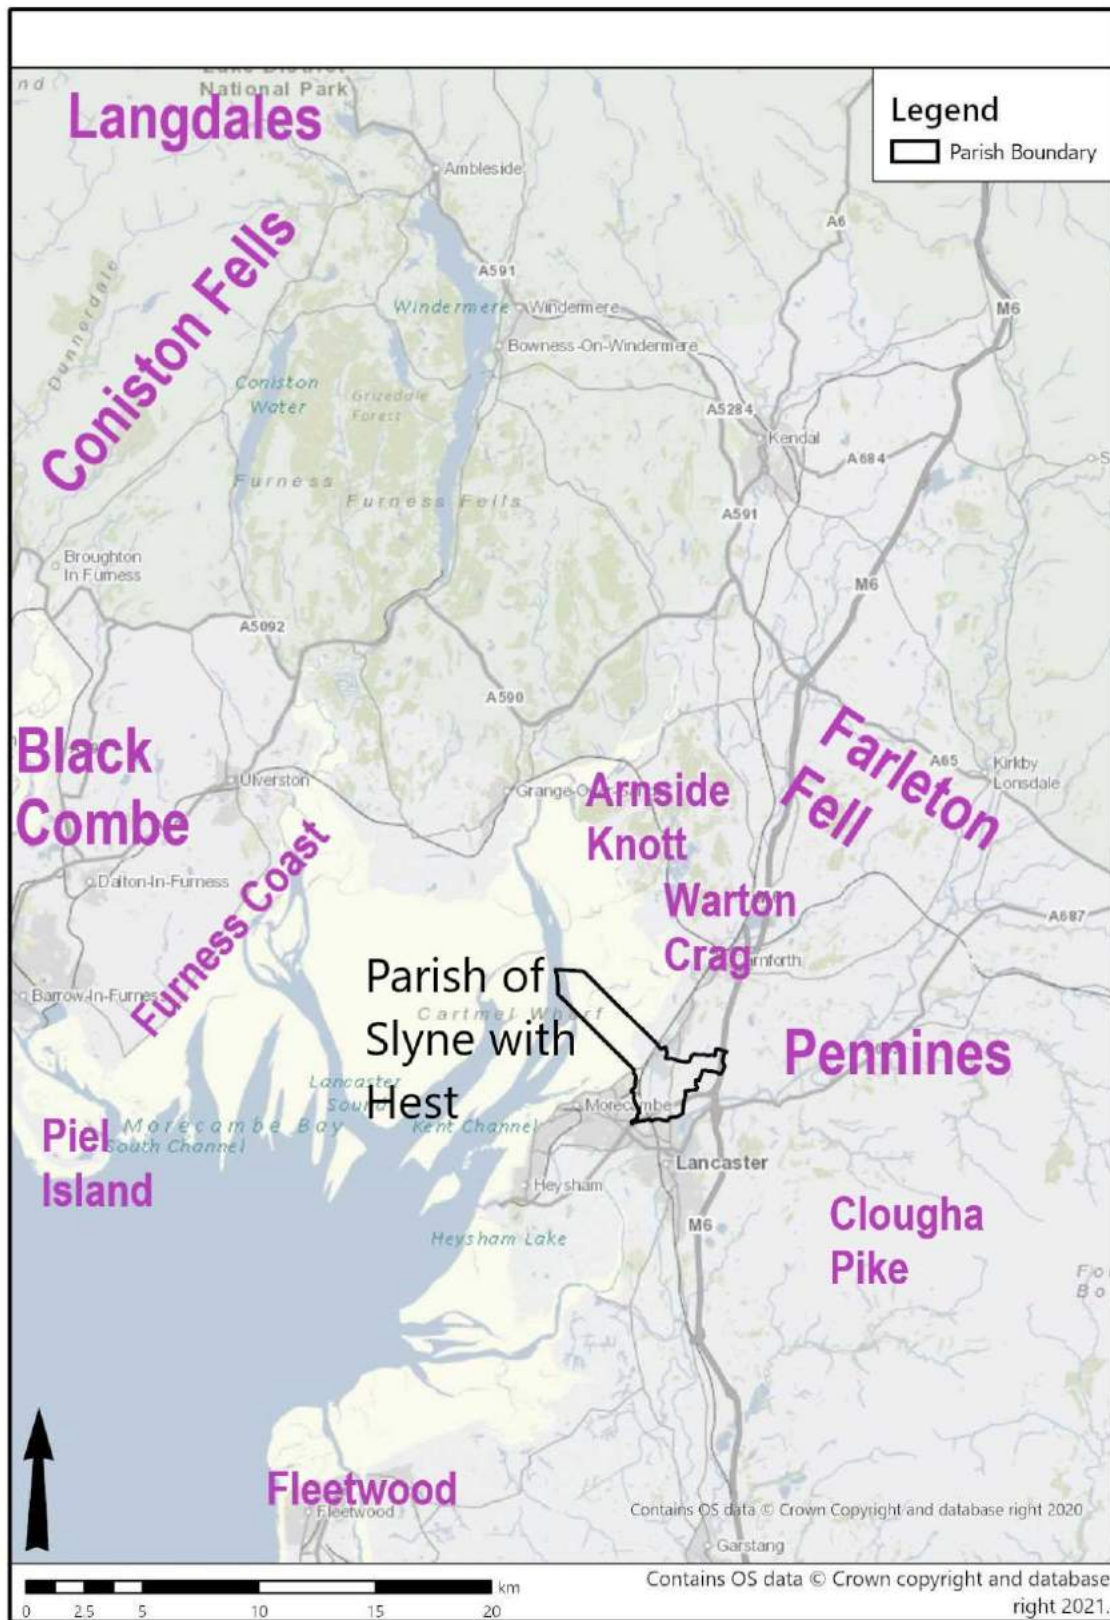 National Park
Langdales
Legend
Parish Boundary
Ambleside
A6
Coniston Fells
Dunnerdale
A591
M6
Windermere
Windermere
Bowness-On-Windermere
Coniston
Water
Grizedale
Forest
A5284
Kendal
A684
Furness
Furness Fells
A591
Broughton
In Furness
M6
A5092
A590
Black
Combe
Farleton
Fell
A65
Kirkby
Lonsdale
Ulverston
Arnside
Knott
Dalton-In-Furness
Furness Coast
Warton
Crag
A687
Barrow-In-Furness
Parish of
Slyne with
Hest
Cartmel Wharf
Pennines
Lancaster
Sound
Morecambe
Morecambe Bay
Kent Channel
South Channel
Piel
Island
Lancaster
Heysham
Heysham Lake
M6
Clougha
Pike
Fleetwood
Fleetwood
Contains OS data © Crown Copyright and database right 2020
Garstang
km
0 2.5 5 10 15 20
Contains OS data © Crown copyright and database
right 2021.